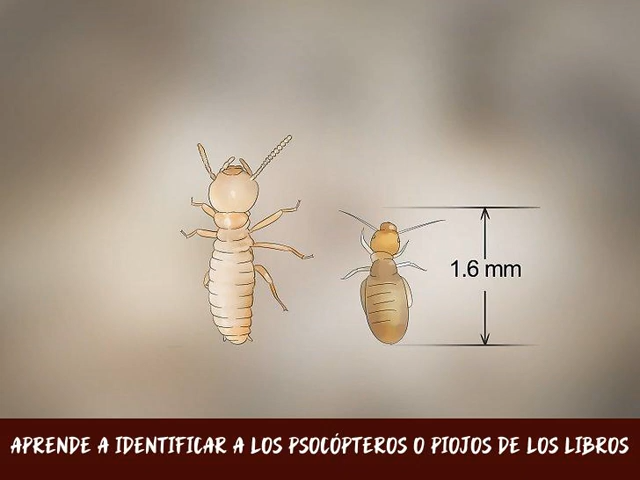 1.6 mm
APRENDE A IDENTIFICAR A LOS PSOCÓPTEROS O PIOJOS DE LOS LIBROS